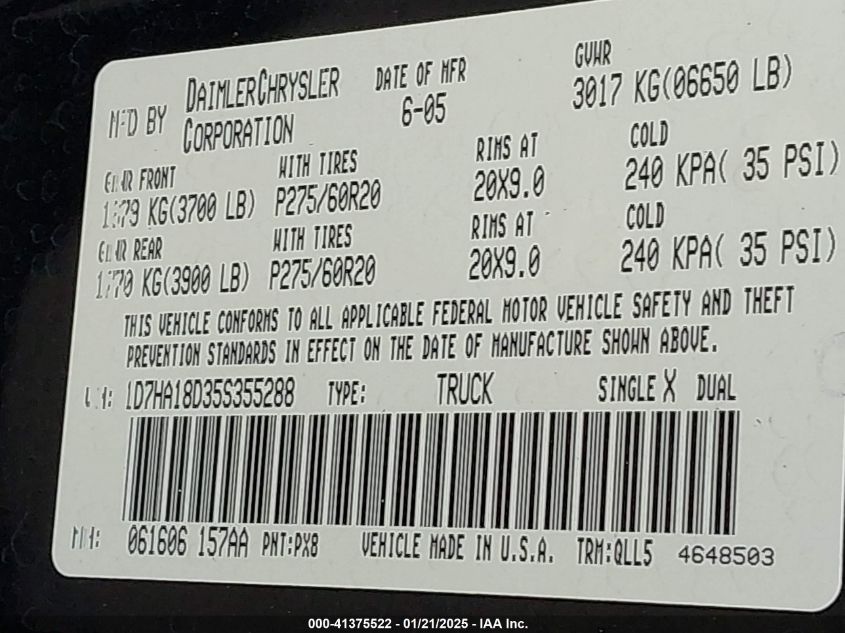 MFD BY DAIMLERCHRYSLER CORPORATION DATE OF MFR 6-05 GVWR 3017 KG(06650 LB)
FRONT WITH TIRES RIMS AT COLD
KG(3700 LB) P275/60R20 20X9.0 240 KPA( 35 PSI)
REAR WITH TIRES RIMS AT COLD
KG(3900 LB) P275/60R20 20X9.0 240 KPA( 35 PSI)
THIS VEHICLE CONFORMS TO ALL APPLICABLE FEDERAL MOTOR VEHICLE SAFETY AND THEFT
PREVENTION STANDARDS IN EFFECT ON THE DATE OF MANUFACTURE SHOWN ABOVE.
1D7HA18D35S355288 TYPE: TRUCK SINGLE X DUAL
061606 157AA PNT:PX8 VEHICLE MADE IN U.S.A. TRM:QLL5 4648503
000-41375522 - 01/21/2025 - IAA Inc.